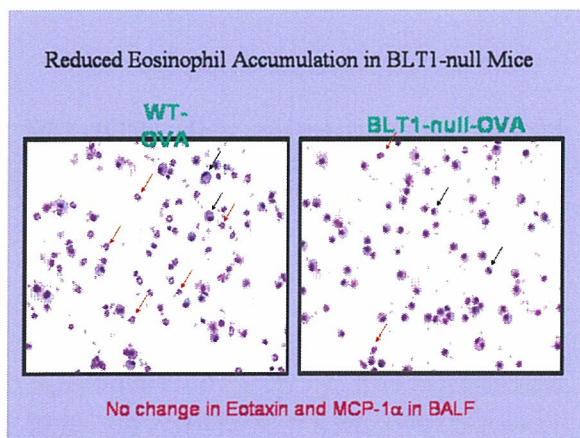 Reduced Eosinophil Accumulation in BLT1-null Mice
WT-
OVA
BLT1-null-OVA
No change in Eotaxin and MCP-1α in BALF